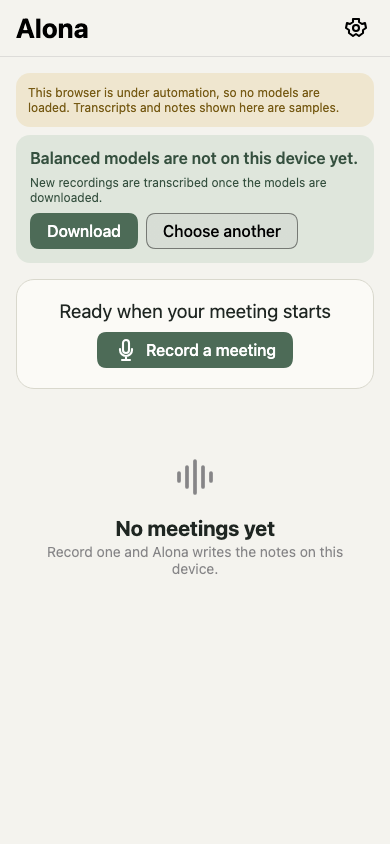 Alona
This browser is under automation, so no models are
loaded. Transcripts and notes shown here are samples.
Balanced models are not on this device yet.
New recordings are transcribed once the models are
downloaded.
Download
Choose another
Ready when your meeting starts
Record a meeting
No meetings yet
Record one and Alona writes the notes on this
device.